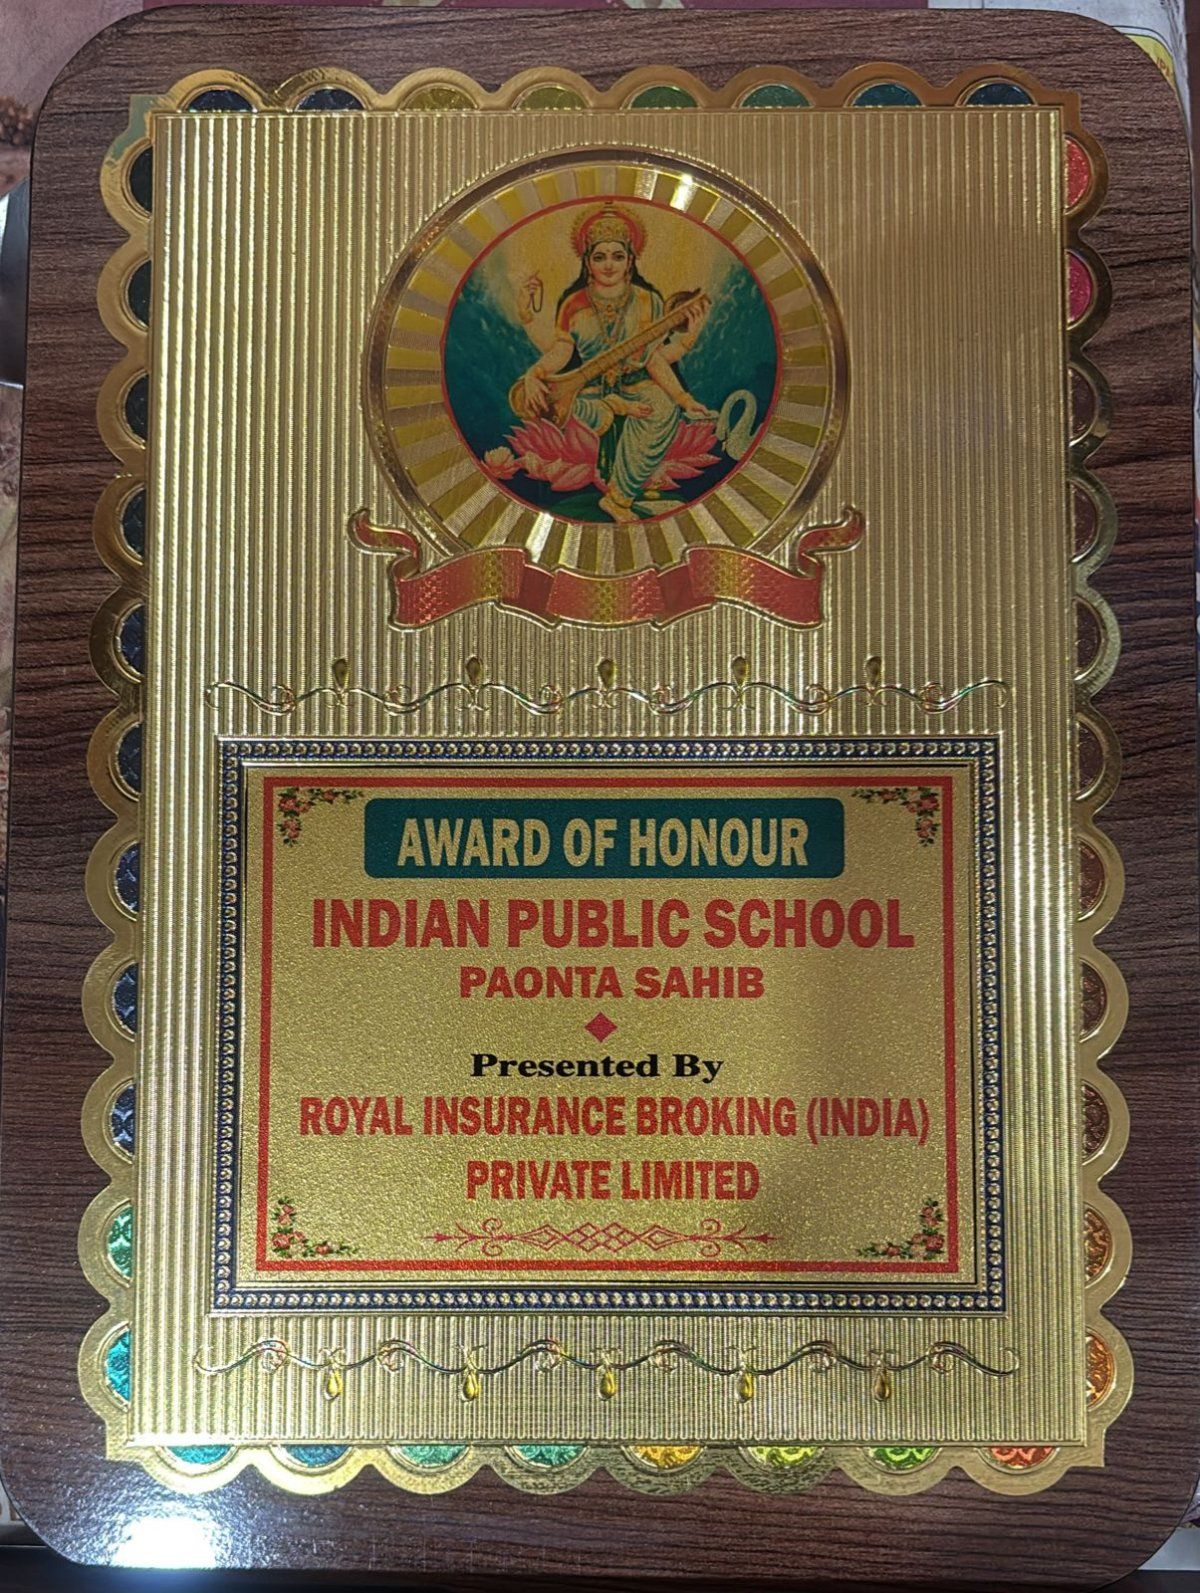 AWARD OF HONOUR
INDIAN PUBLIC SCHOOL
PAONTA SAHIB
Presented By
ROYAL INSURANCE BROKING (INDIA)
PRIVATE LIMITED